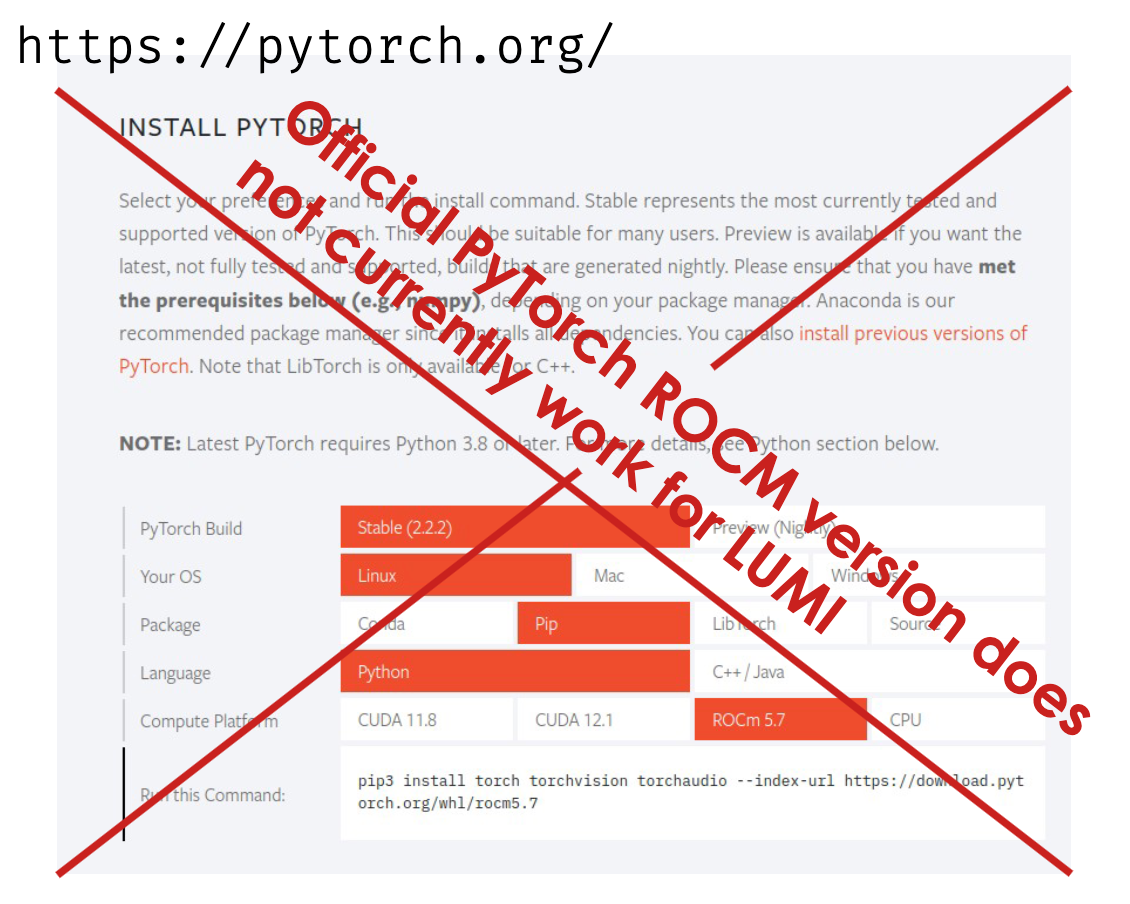 https://pytorch.org/
INSTALL PYTORCH
Select your preferences and run the install command. Stable represents the most currently tested and
supported version of PyTorch. This should be suitable for many users. Preview is available if you want the
latest, not fully tested and supported, builds that are generated nightly. Please ensure that you have met
the prerequisites below (e.g., numpy), depending on your package manager. Anaconda is our
recommended package manager since it installs all dependencies. You can also install previous versions of
PyTorch. Note that LibTorch is only available for C++.
NOTE: Latest PyTorch requires Python 3.8 or later. For more details, see Python section below.
PyTorch Build Stable (2.2.2) Preview (Nightly)
Your OS Linux Mac Windows
Package Conda Pip LibTorch Source
Language Python C++ / Java
Compute Platform CUDA 11.8 CUDA 12.1 ROCm 5.7 CPU
Run this Command: pip3 install torch torchvision torchaudio --index-url https://download.pyt
orch.org/whl/rocm5.7
Official PyTorch ROCM version does
not currently work for LUMI